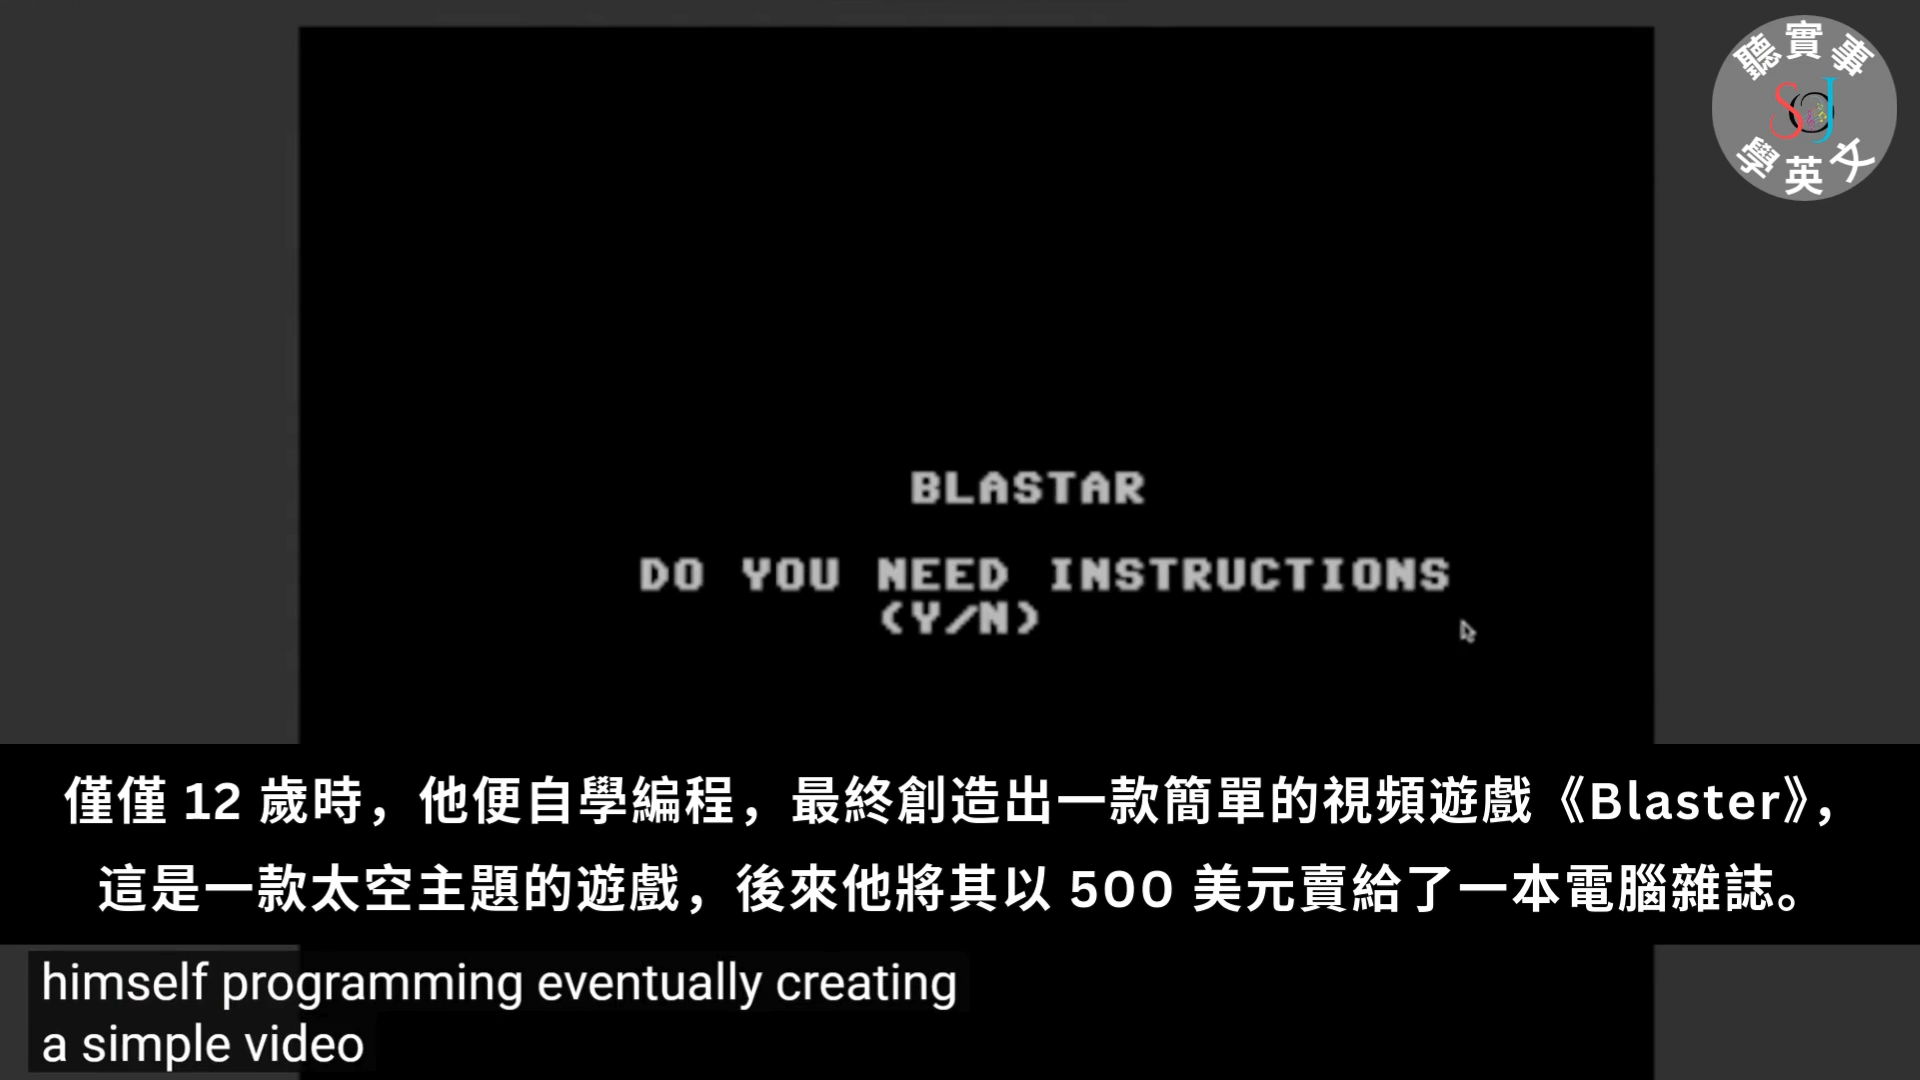 聽實事
SJ
學英文
BLASTAR
DO YOU NEED INSTRUCTIONS
(Y/N)
僅僅 12 歲時，他便自學編程，最終創造出一款簡單的視頻遊戲《Blaster》，
這是一款太空主題的遊戲，後來他將其以 500 美元賣給了一本電腦雜誌。
himself programming eventually creating
a simple video